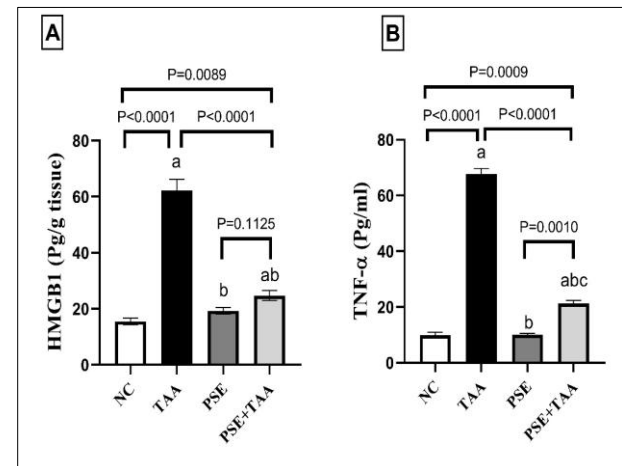 A
P=0.0089
P<0.0001
P<0.0001
HMGB1 (Pg/g tissue)
80
60
40
20
0
a
P=0.1125
b
ab
NC
TAA
PSE
PSE+TAA
B
P=0.0009
P<0.0001
P<0.0001
TNF-α (Pg/ml)
80
60
40
20
0
a
P=0.0010
b
abc
NC
TAA
PSE
PSE+TAA